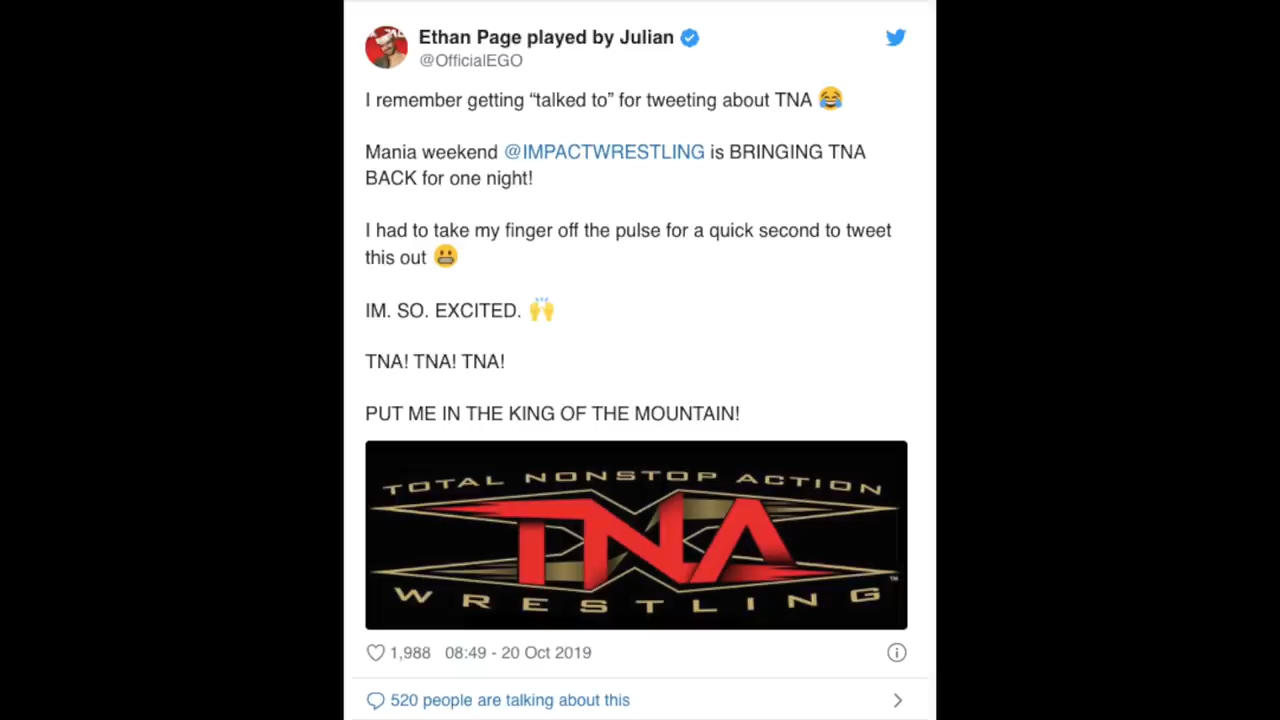 Ethan Page played by Julian
@OfficialEGO
I remember getting “talked to” for tweeting about TNA 😂
Mania weekend @IMPACTWRESTLING is BRINGING TNA
BACK for one night!
I had to take my finger off the pulse for a quick second to tweet
this out 😬
IM. SO. EXCITED. 🙌
TNA! TNA! TNA!
PUT ME IN THE KING OF THE MOUNTAIN!
TOTAL NONSTOP ACTION
TNA
WRESTLING
™
1,988 08:49 - 20 Oct 2019
520 people are talking about this